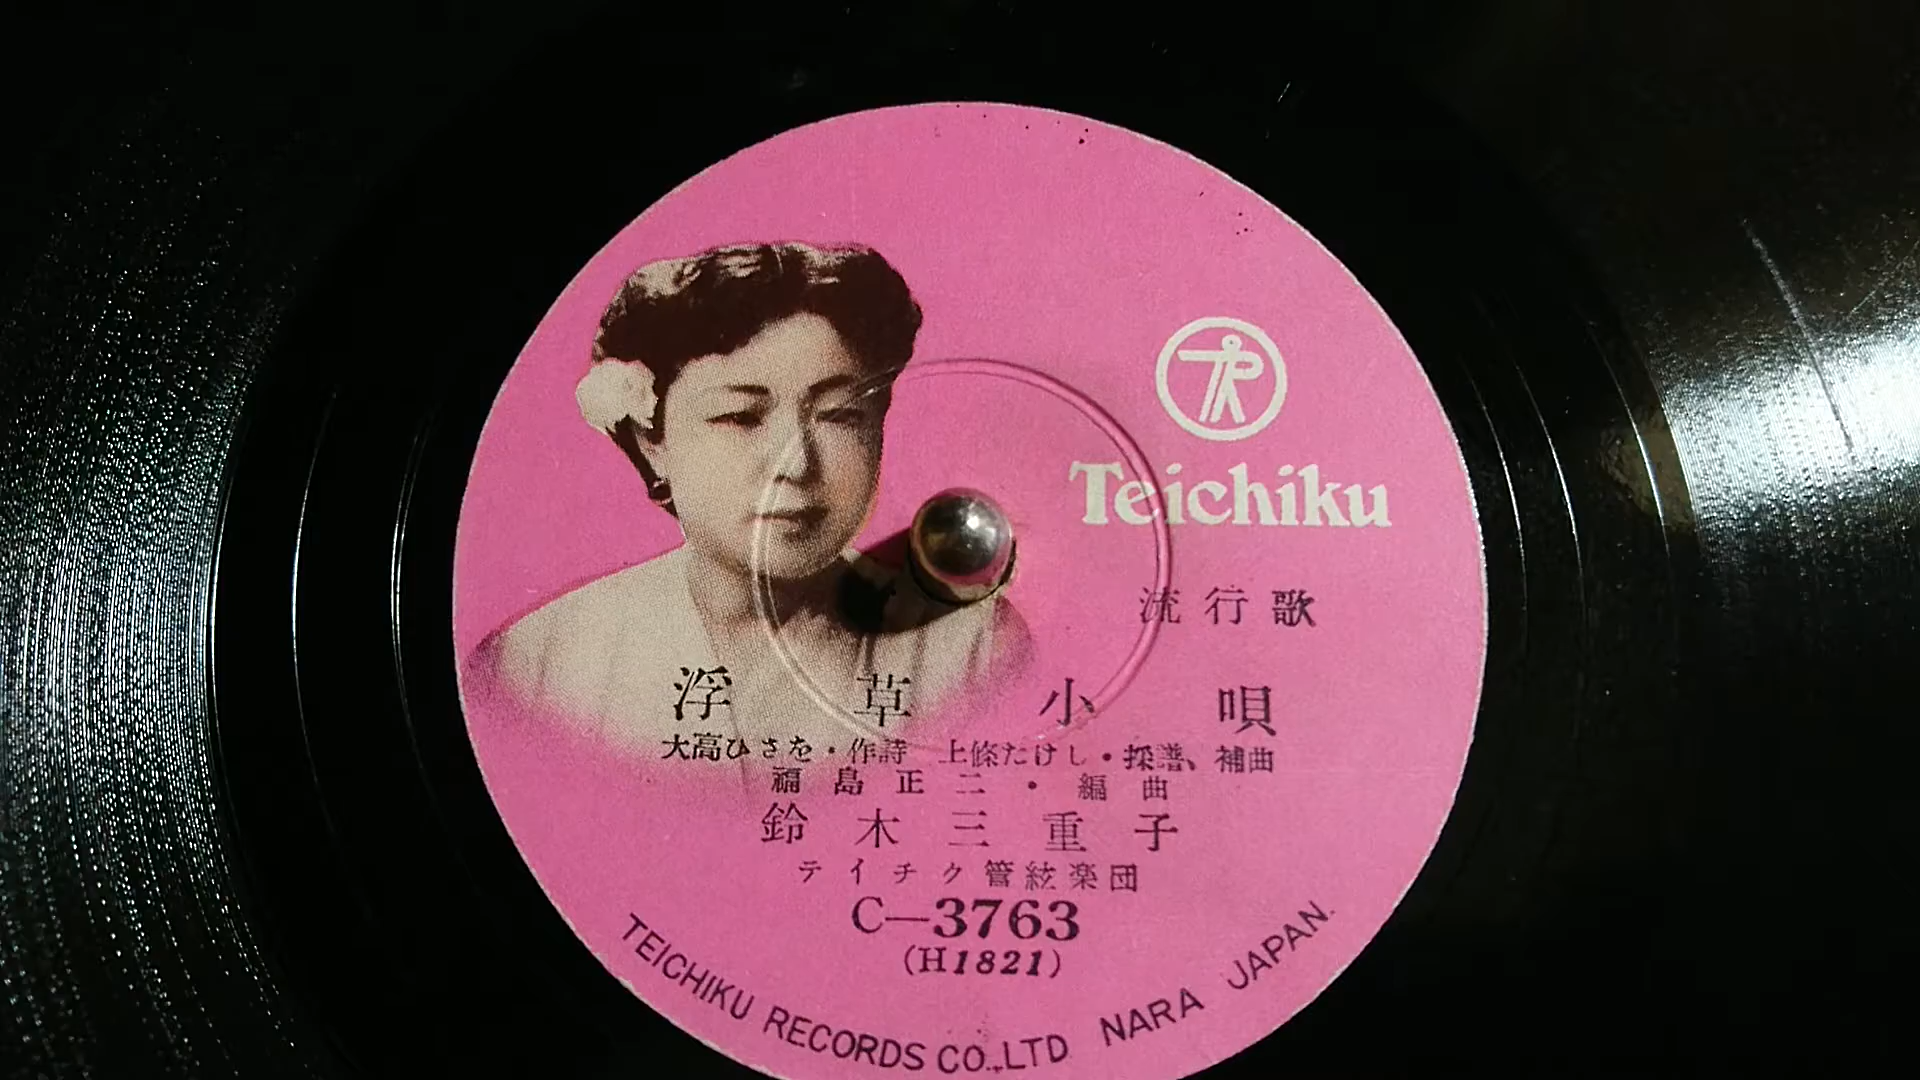 Teichiku
流行歌
浮草小唄
大高ひさを・作詩 上條たけし・採譜、補曲
福島正二・編曲
鈴木三重子
テイチク管絃楽団
C-3763
(H1821)
TEICHIKU RECORDS CO.,LTD NARA JAPAN.